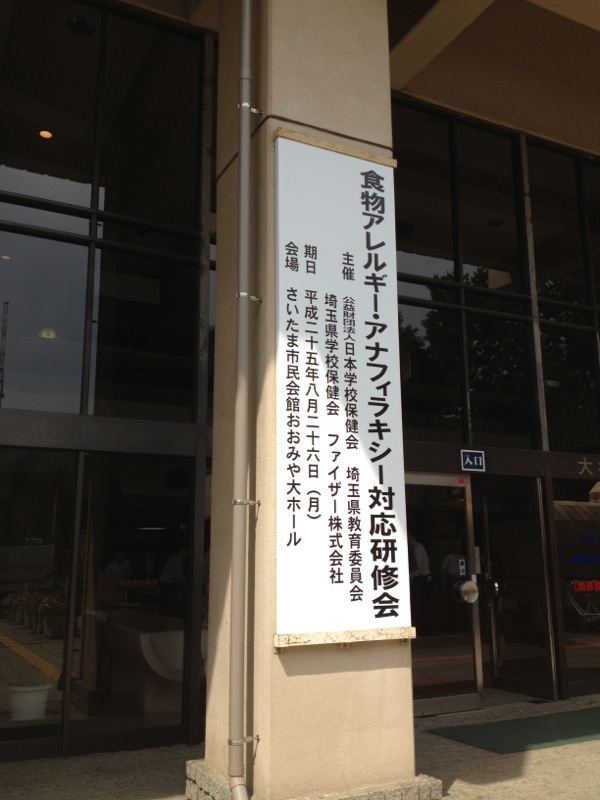 食物アレルギー・アナフィラキシー対応研修会
主催 公益財団法人日本学校保健会 埼玉県教育委員会
埼玉県学校保健会 ファイザー株式会社
期日 平成二十五年八月二十六日（月）
会場 さいたま市民会館おおみや大ホール
入口
大